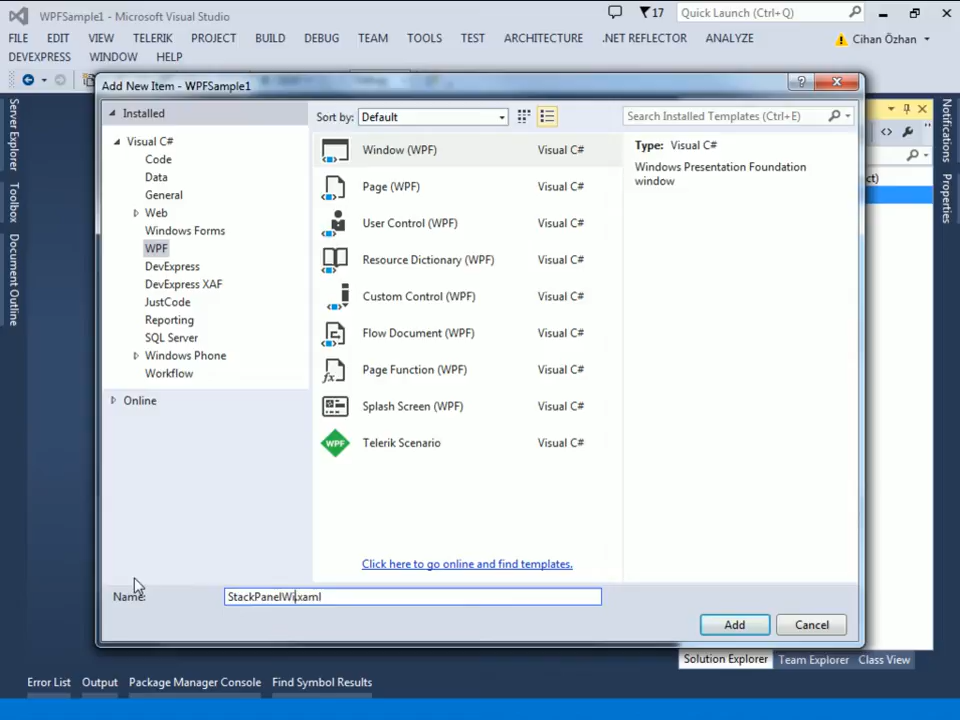 WPFSample1 - Microsoft Visual Studio
17
Quick Launch (Ctrl+Q)
FILE EDIT VIEW TELERIK PROJECT BUILD DEBUG TEAM TOOLS TEST ARCHITECTURE .NET REFLECTOR ANALYZE
Cihan Özhan
DEVEXPRESS WINDOW HELP
Add New Item - WPFSample1
?
Installed
Sort by: Default
Search Installed Templates (Ctrl+E)
Visual C#
Code
Data
General
Web
Windows Forms
WPF
DevExpress
DevExpress XAF
JustCode
Reporting
SQL Server
Windows Phone
Workflow
Online
Window (WPF) Visual C#
Page (WPF) Visual C#
User Control (WPF) Visual C#
Resource Dictionary (WPF) Visual C#
Custom Control (WPF) Visual C#
Flow Document (WPF) Visual C#
Page Function (WPF) Visual C#
Splash Screen (WPF) Visual C#
WPF
Telerik Scenario Visual C#
Type: Visual C#
Windows Presentation Foundation
window
Click here to go online and find templates.
Name: StackPanelWi.xaml
Add Cancel
Server Explorer
Toolbox
Document Outline
ct)
Notifications
Properties
Solution Explorer Team Explorer Class View
Error List Output Package Manager Console Find Symbol Results